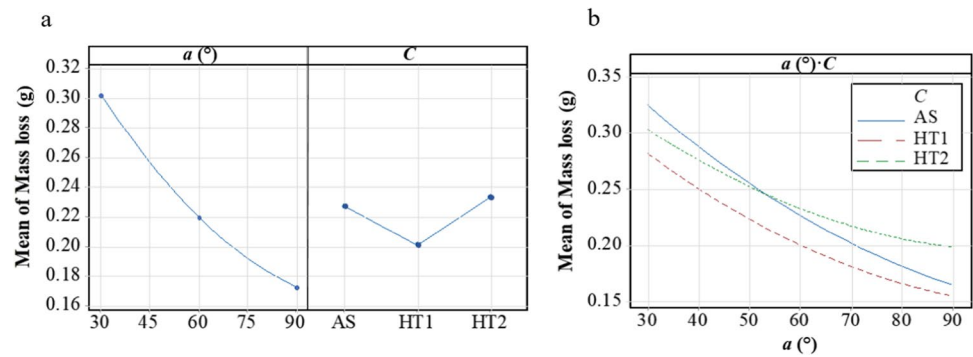 a
a (°) C
Mean of Mass loss (g)
0.32
0.30
0.28
0.26
0.24
0.22
0.20
0.18
0.16
30 45 60 75 90 AS HT1 HT2
b
a (°)·C
Mean of Mass loss (g)
0.35
0.30
0.25
0.20
0.15
C
AS
HT1
HT2
30 40 50 60 70 80 90
a (°)